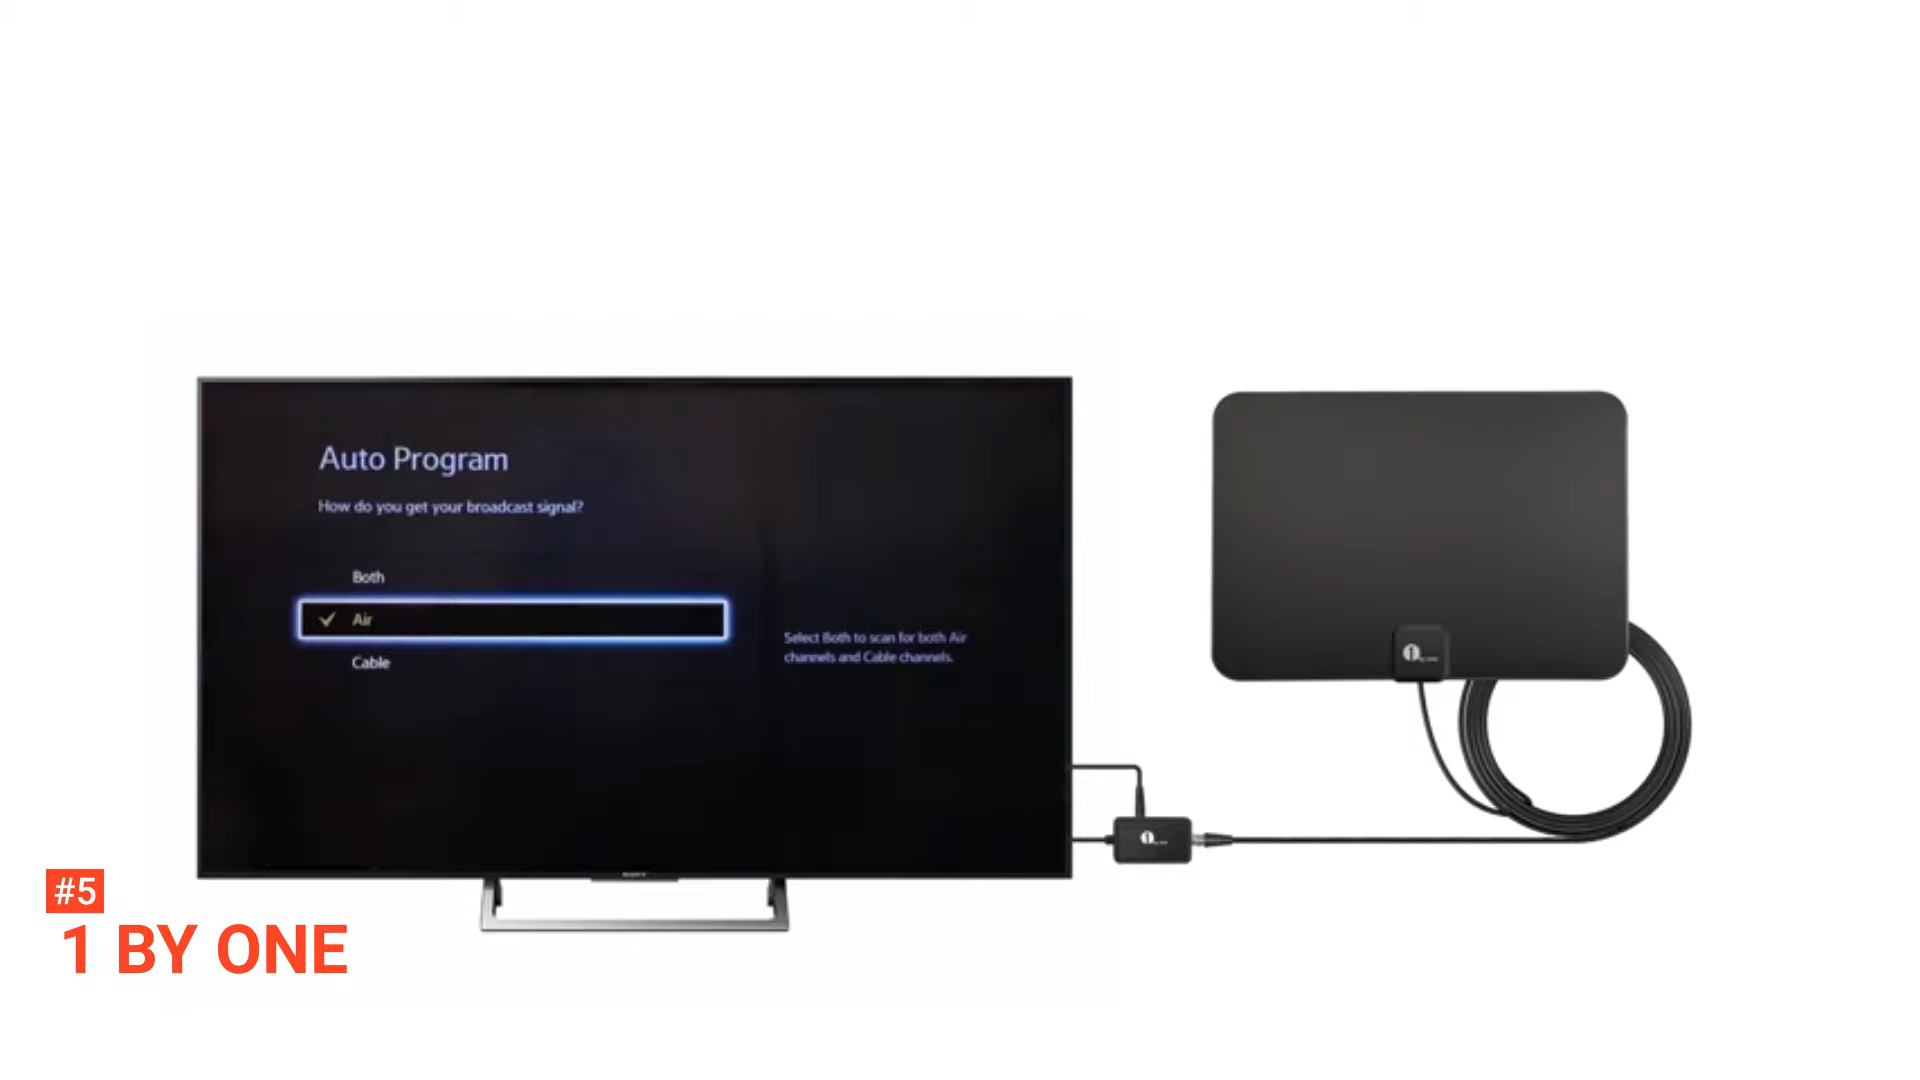 Auto Program
How do you get your broadcast signal?
Both
Air
Cable
Select Both to scan for both Air
channels and Cable channels.
SONY
#5
1 BY ONE